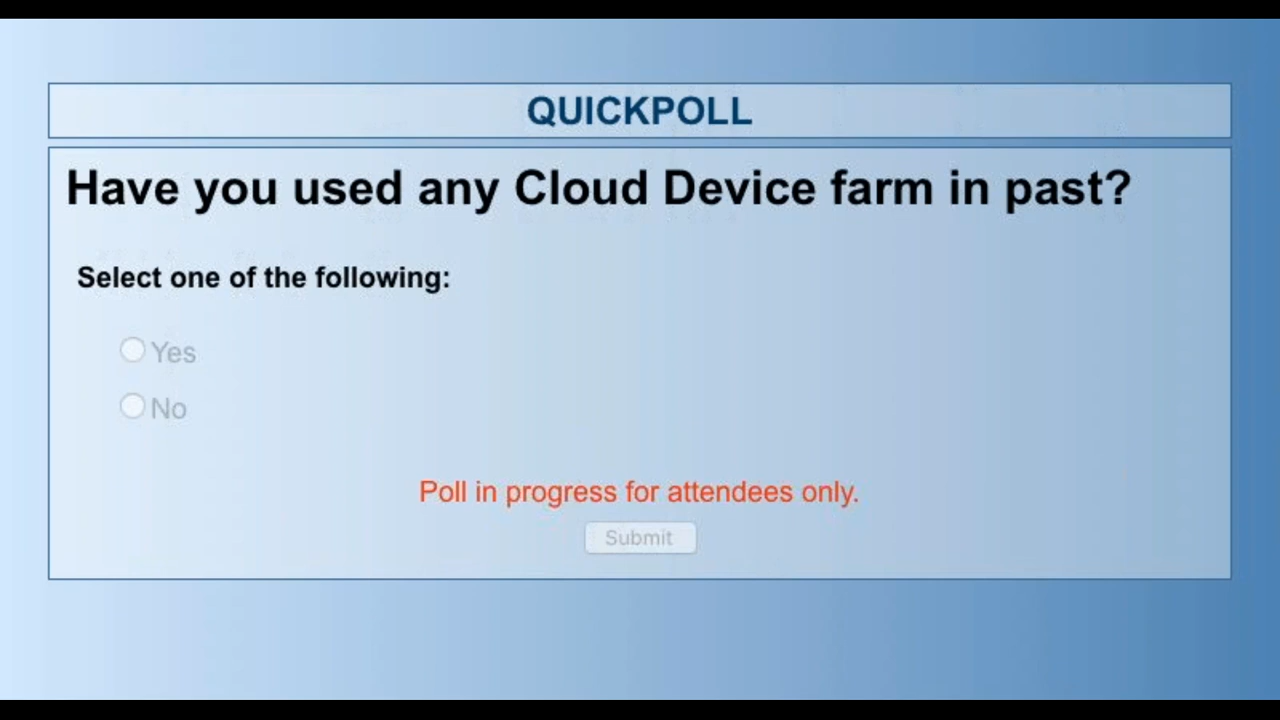 QUICKPOLL
Have you used any Cloud Device farm in past?
Select one of the following:
Yes
No
Poll in progress for attendees only.
Submit